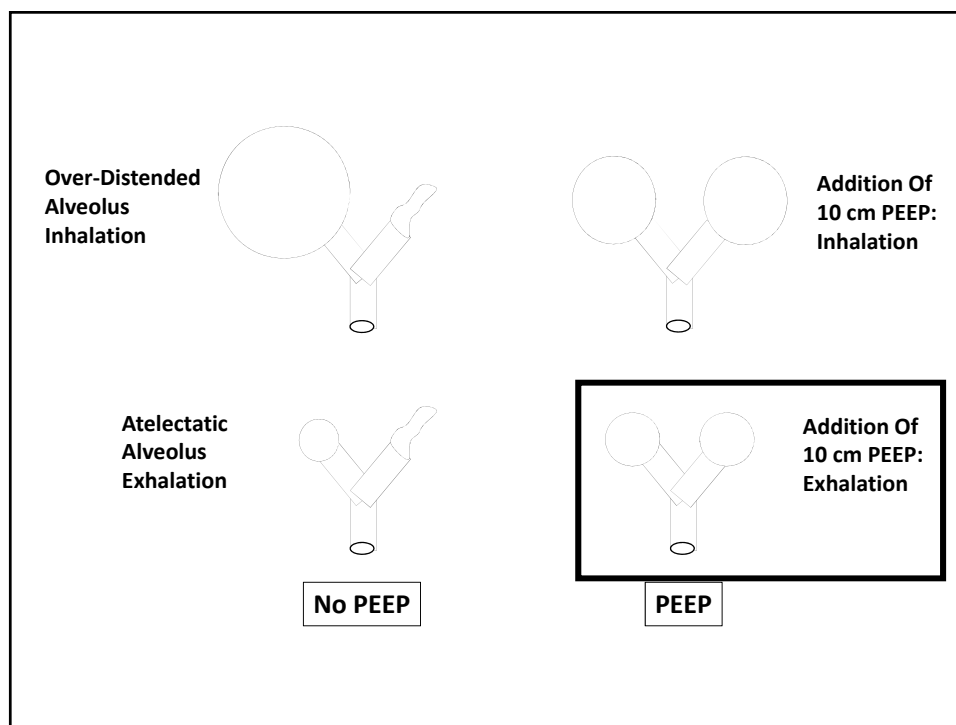 Over-Distended
Alveolus
Inhalation
Addition Of
10 cm PEEP:
Inhalation
Atelectatic
Alveolus
Exhalation
Addition Of
10 cm PEEP:
Exhalation
No PEEP
PEEP